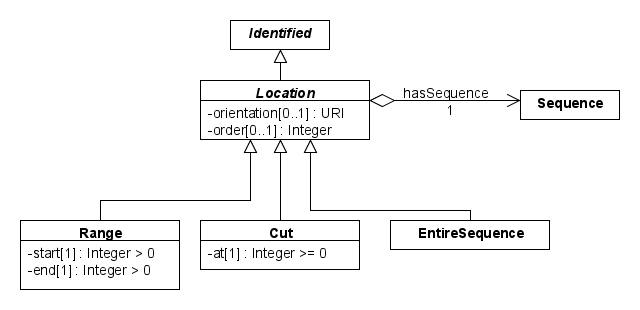 Identified
Location
-orientation[0..1] : URI
-order[0..1] : Integer
hasSequence
1
Sequence
Range
-start[1] : Integer > 0
-end[1] : Integer > 0
Cut
-at[1] : Integer >= 0
EntireSequence